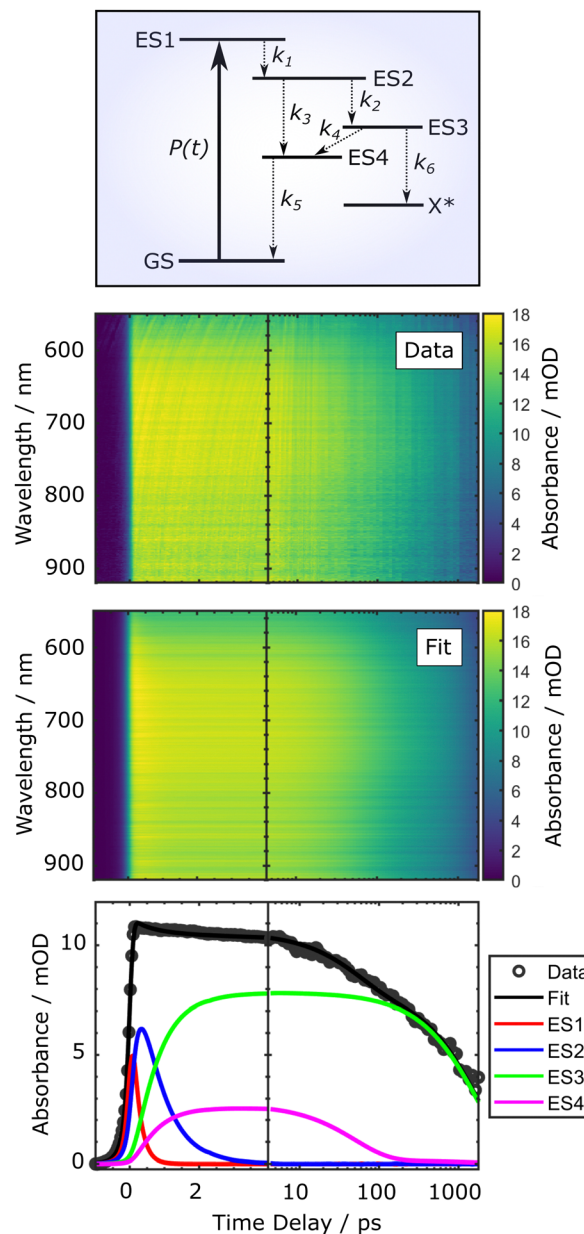 ES1
k1
ES2
k3
k2
P(t)
k4
ES3
ES4
k6
k5
X*
GS
Data
Wavelength / nm
600
700
800
900
18
16
14
12
10
8
6
4
2
0
Absorbance / mOD
Fit
Wavelength / nm
600
700
800
900
18
16
14
12
10
8
6
4
2
0
Absorbance / mOD
Absorbance / mOD
10
5
0
0 2 10 100 1000
Time Delay / ps
Data
Fit
ES1
ES2
ES3
ES4